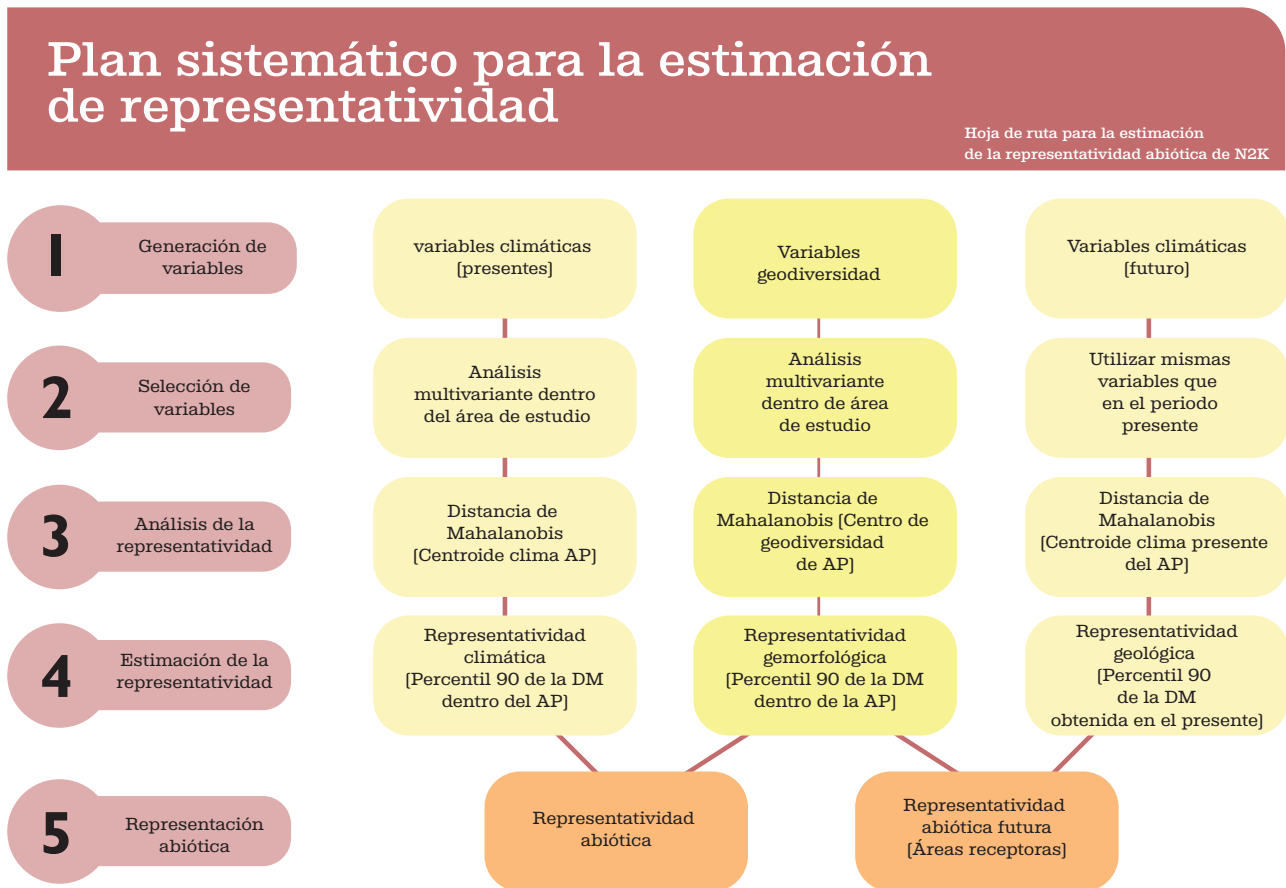 Plan sistemático para la estimación
de representatividad
Hoja de ruta para la estimación
de la representatividad abiótica de N2K
1
Generación de
variables
variables climáticas
(presentes)
Variables
geodiversidad
Variables climáticas
(futuro)
2
Selección de
variables
Análisis
multivariante dentro
del área de estudio
Análisis
multivariante
dentro de área
de estudio
Utilizar mismas
variables que
en el periodo
presente
3
Análisis de la
representatividad
Distancia de
Mahalanobis
(Centroide clima AP)
Distancia de
Mahalanobis (Centro de
geodiversidad
de AP)
Distancia de
Mahalanobis
(Centroide clima presente
del AP)
4
Estimación de la
representatividad
Representatividad
climática
(Percentil 90 de la DM
dentro del AP)
Representatividad
gemorfológica
(Percentil 90 de la DM
dentro de la AP)
Representatividad
geológica
(Percentil 90
de la DM
obtenida en el presente)
5
Representación
abiótica
Representatividad
abiótica
Representatividad
abiótica futura
(Áreas receptoras)